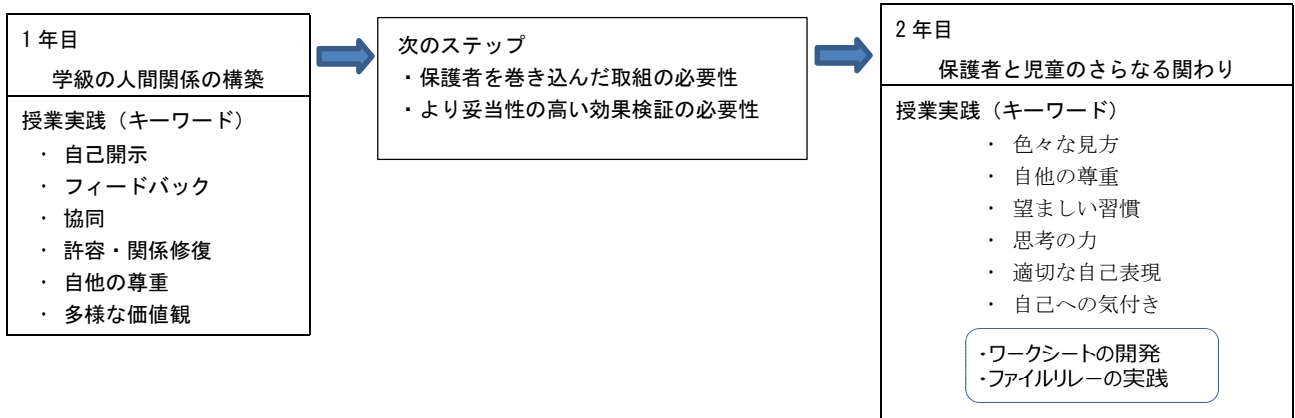 1年目
学級の人間関係の構築
授業実践（キーワード）
・ 自己開示
・ フィードバック
・ 協同
・ 許容・関係修復
・ 自他の尊重
・ 多様な価値観
次のステップ
・保護者を巻き込んだ取組の必要性
・より妥当性の高い効果検証の必要性
2年目
保護者と児童のさらなる関わり
授業実践（キーワード）
・ 色々な見方
・ 自他の尊重
・ 望ましい習慣
・ 思考の力
・ 適切な自己表現
・ 自己への気付き
・ワークシートの開発
・ファイルリレーの実践